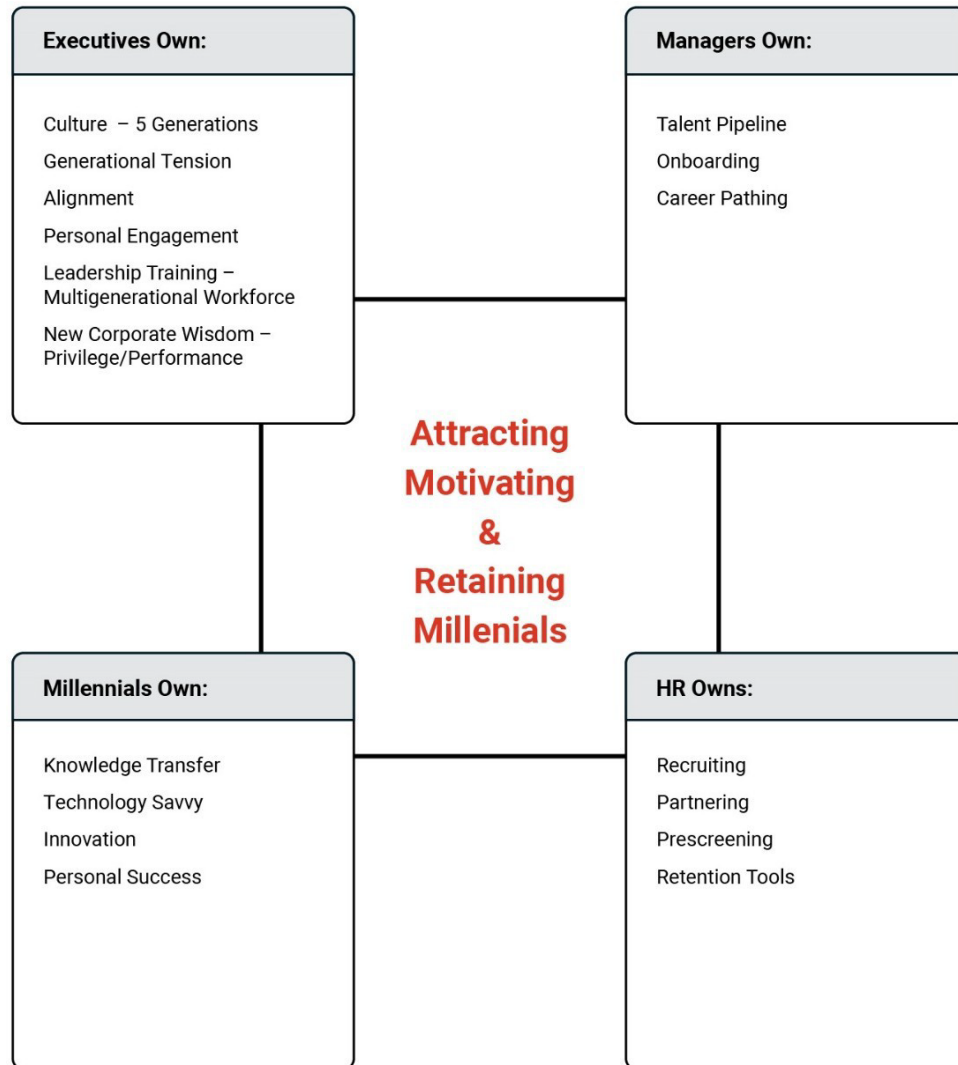 Executives Own:
Culture – 5 Generations
Generational Tension
Alignment
Personal Engagement
Leadership Training –
Multigenerational Workforce
New Corporate Wisdom –
Privilege/Performance
Managers Own:
Talent Pipeline
Onboarding
Career Pathing
Attracting
Motivating
&
Retaining
Millenials
Millennials Own:
Knowledge Transfer
Technology Savvy
Innovation
Personal Success
HR Owns:
Recruiting
Partnering
Prescreening
Retention Tools